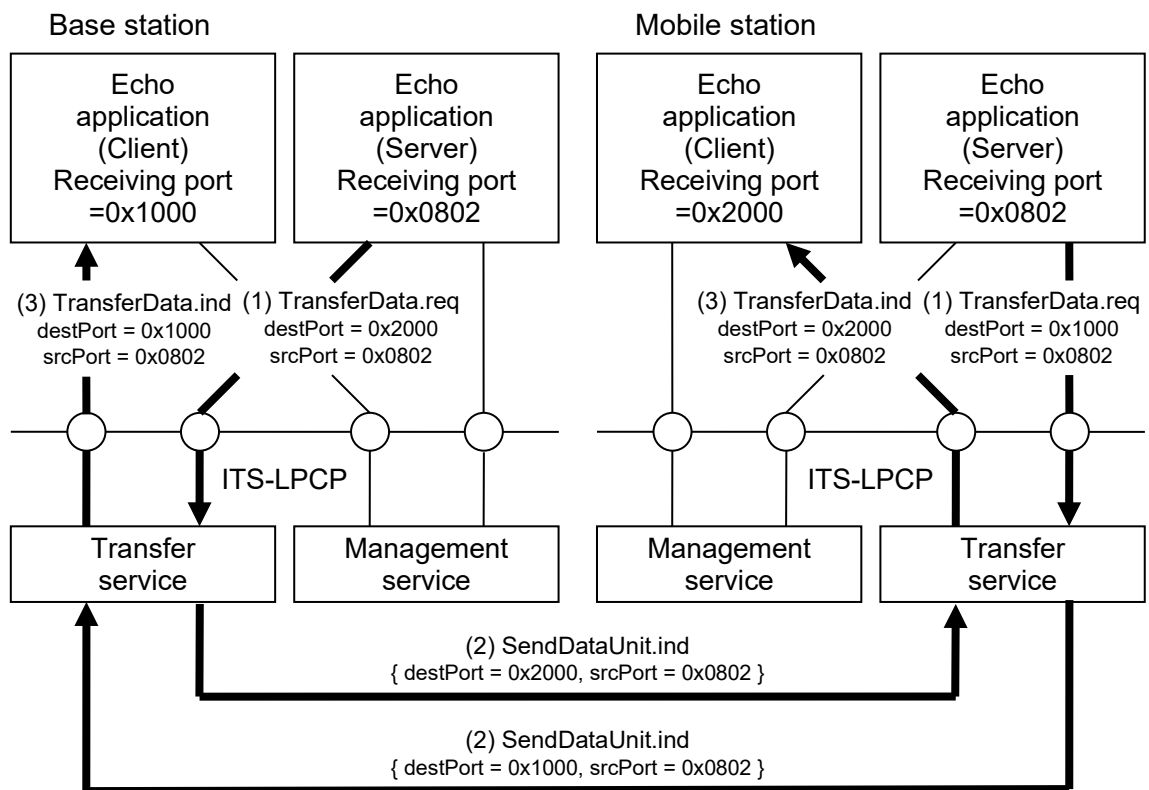 Base station
Mobile station
Echo
application
(Client)
Receiving port
=0x1000
Echo
application
(Server)
Receiving port
=0x0802
Echo
application
(Client)
Receiving port
=0x2000
Echo
application
(Server)
Receiving port
=0x0802
(3) TransferData.ind
destPort = 0x1000
srcPort = 0x0802
(1) TransferData.req
destPort = 0x2000
srcPort = 0x0802
(3) TransferData.ind
destPort = 0x2000
srcPort = 0x0802
(1) TransferData.req
destPort = 0x1000
srcPort = 0x0802
ITS-LPCP
ITS-LPCP
Transfer
service
Management
service
Management
service
Transfer
service
(2) SendDataUnit.ind
{ destPort = 0x2000, srcPort = 0x0802 }
(2) SendDataUnit.ind
{ destPort = 0x1000, srcPort = 0x0802 }